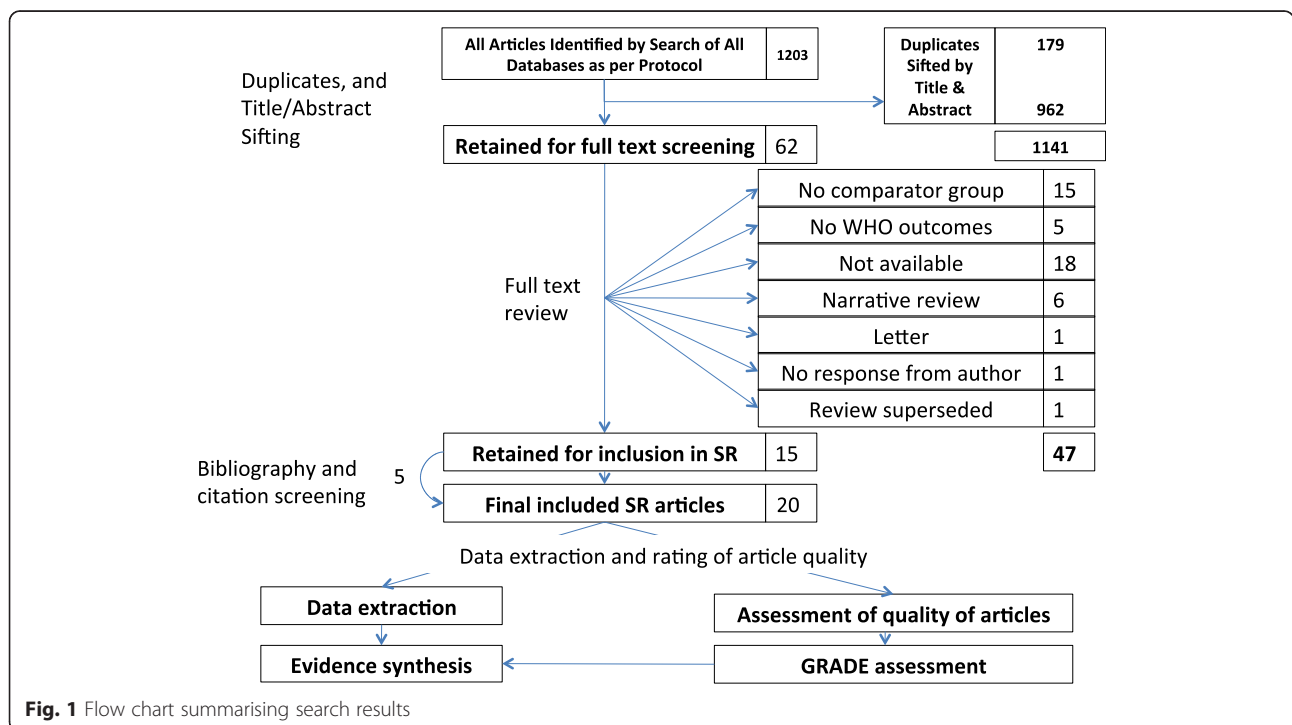 All Articles Identified by Search of All
Databases as per Protocol
1203
Duplicates
Sifted by
Title &
Abstract
179
962
Duplicates, and
Title/Abstract
Sifting
Retained for full text screening 62
1141
No comparator group 15
No WHO outcomes 5
Not available 18
Narrative review 6
Letter 1
No response from author 1
Review superseded 1
Full text
review
Retained for inclusion in SR 15
47
Bibliography and
citation screening
5
Final included SR articles 20
Data extraction and rating of article quality
Data extraction
Assessment of quality of articles
Evidence synthesis
GRADE assessment
Fig. 1 Flow chart summarising search results